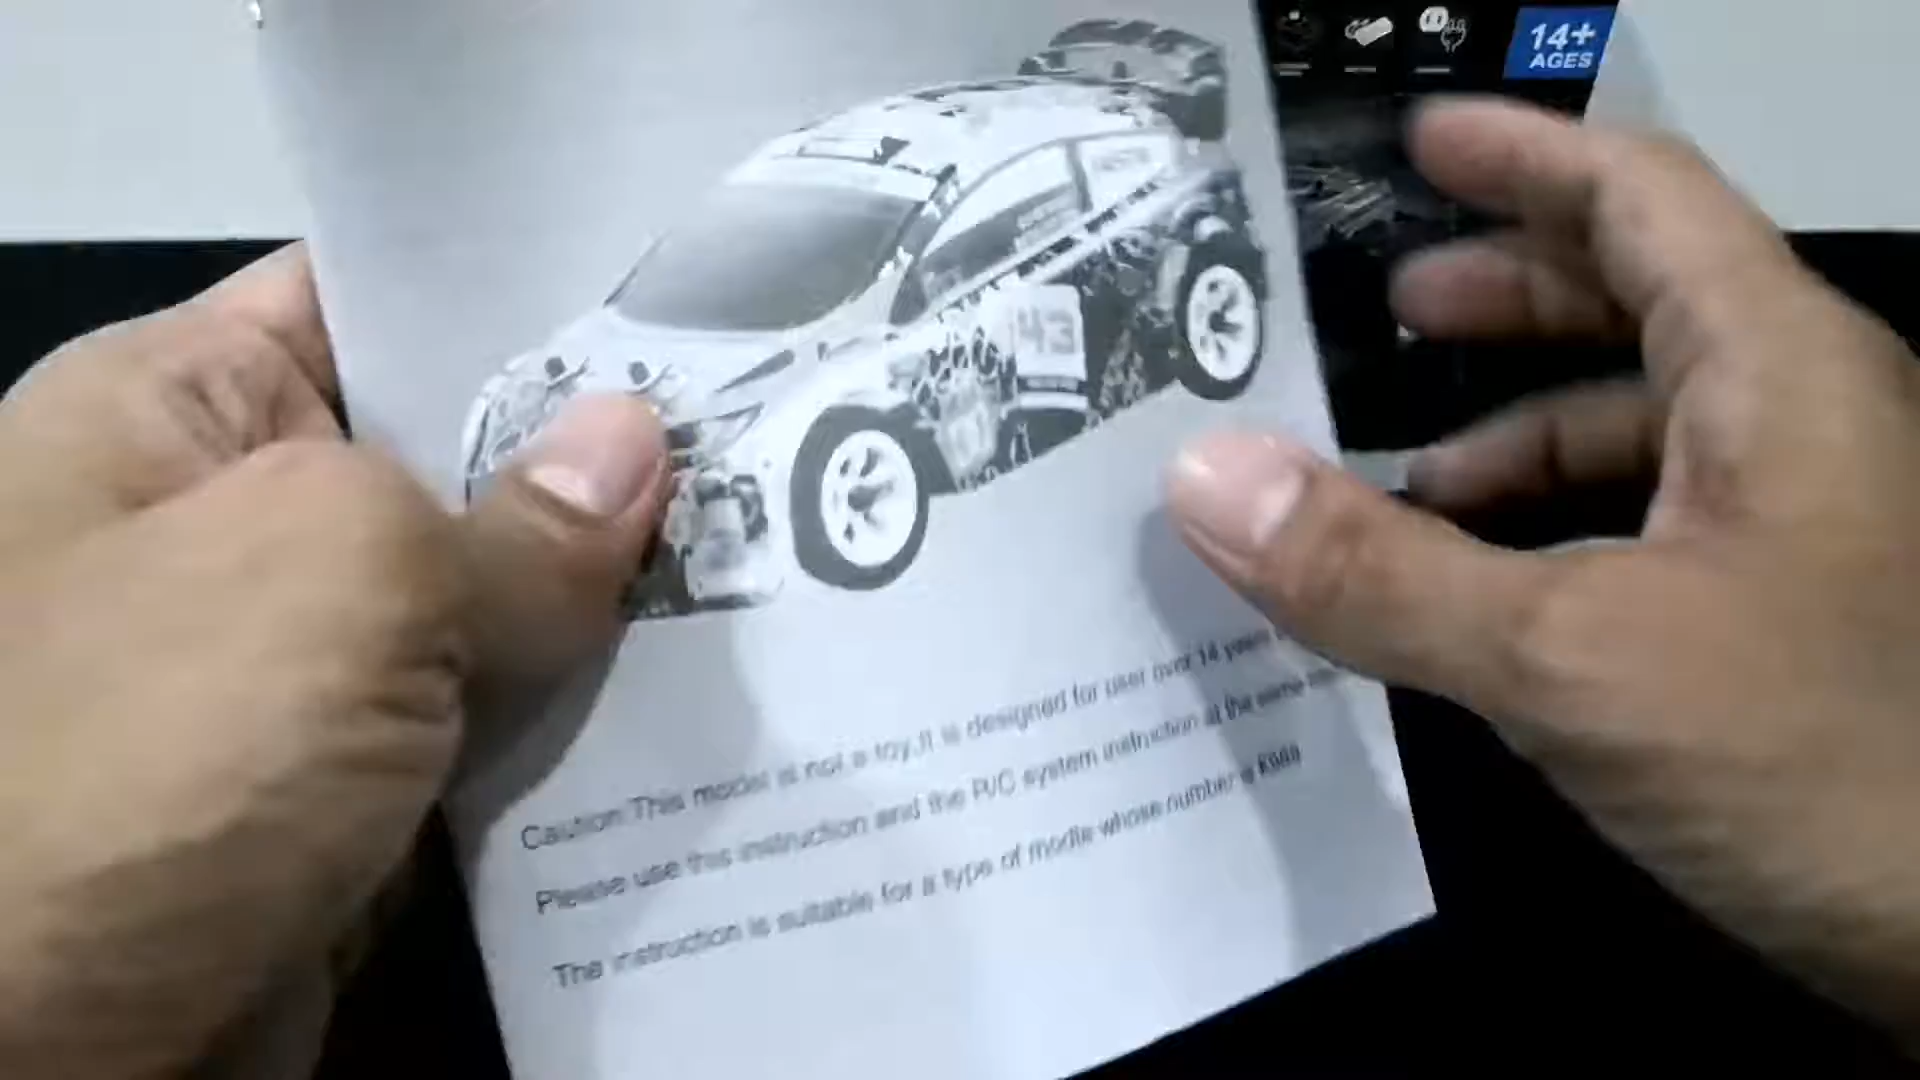 14+
AGES
43
Caution:This model is not a toy,It is designed for user over 14 years
Please use this instruction and the R/C system instruction at the same
The instruction is suitable for a type of modle whose number is